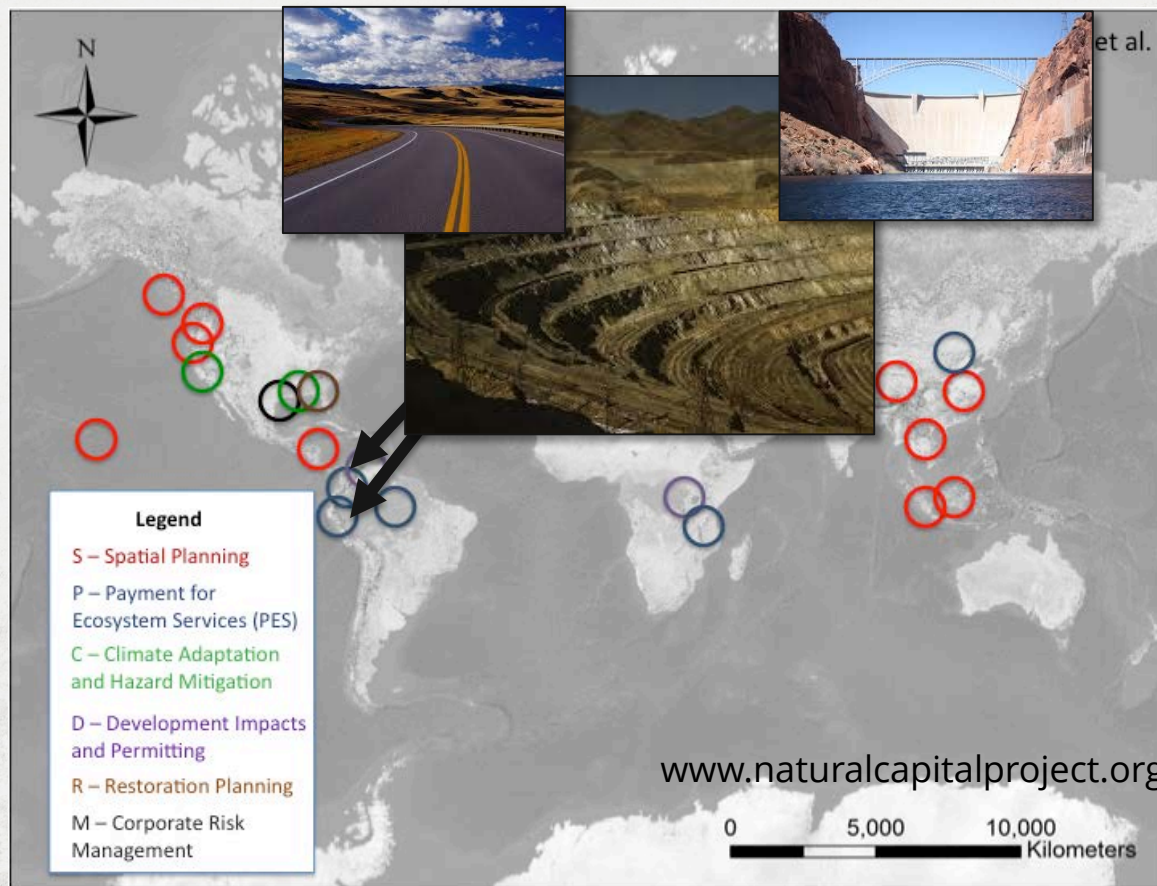 N
et al.
Legend
S – Spatial Planning
P – Payment for
Ecosystem Services (PES)
C – Climate Adaptation
and Hazard Mitigation
D – Development Impacts
and Permitting
R – Restoration Planning
M – Corporate Risk
Management
www.naturalcapitalproject.org
0 5,000 10,000
Kilometers